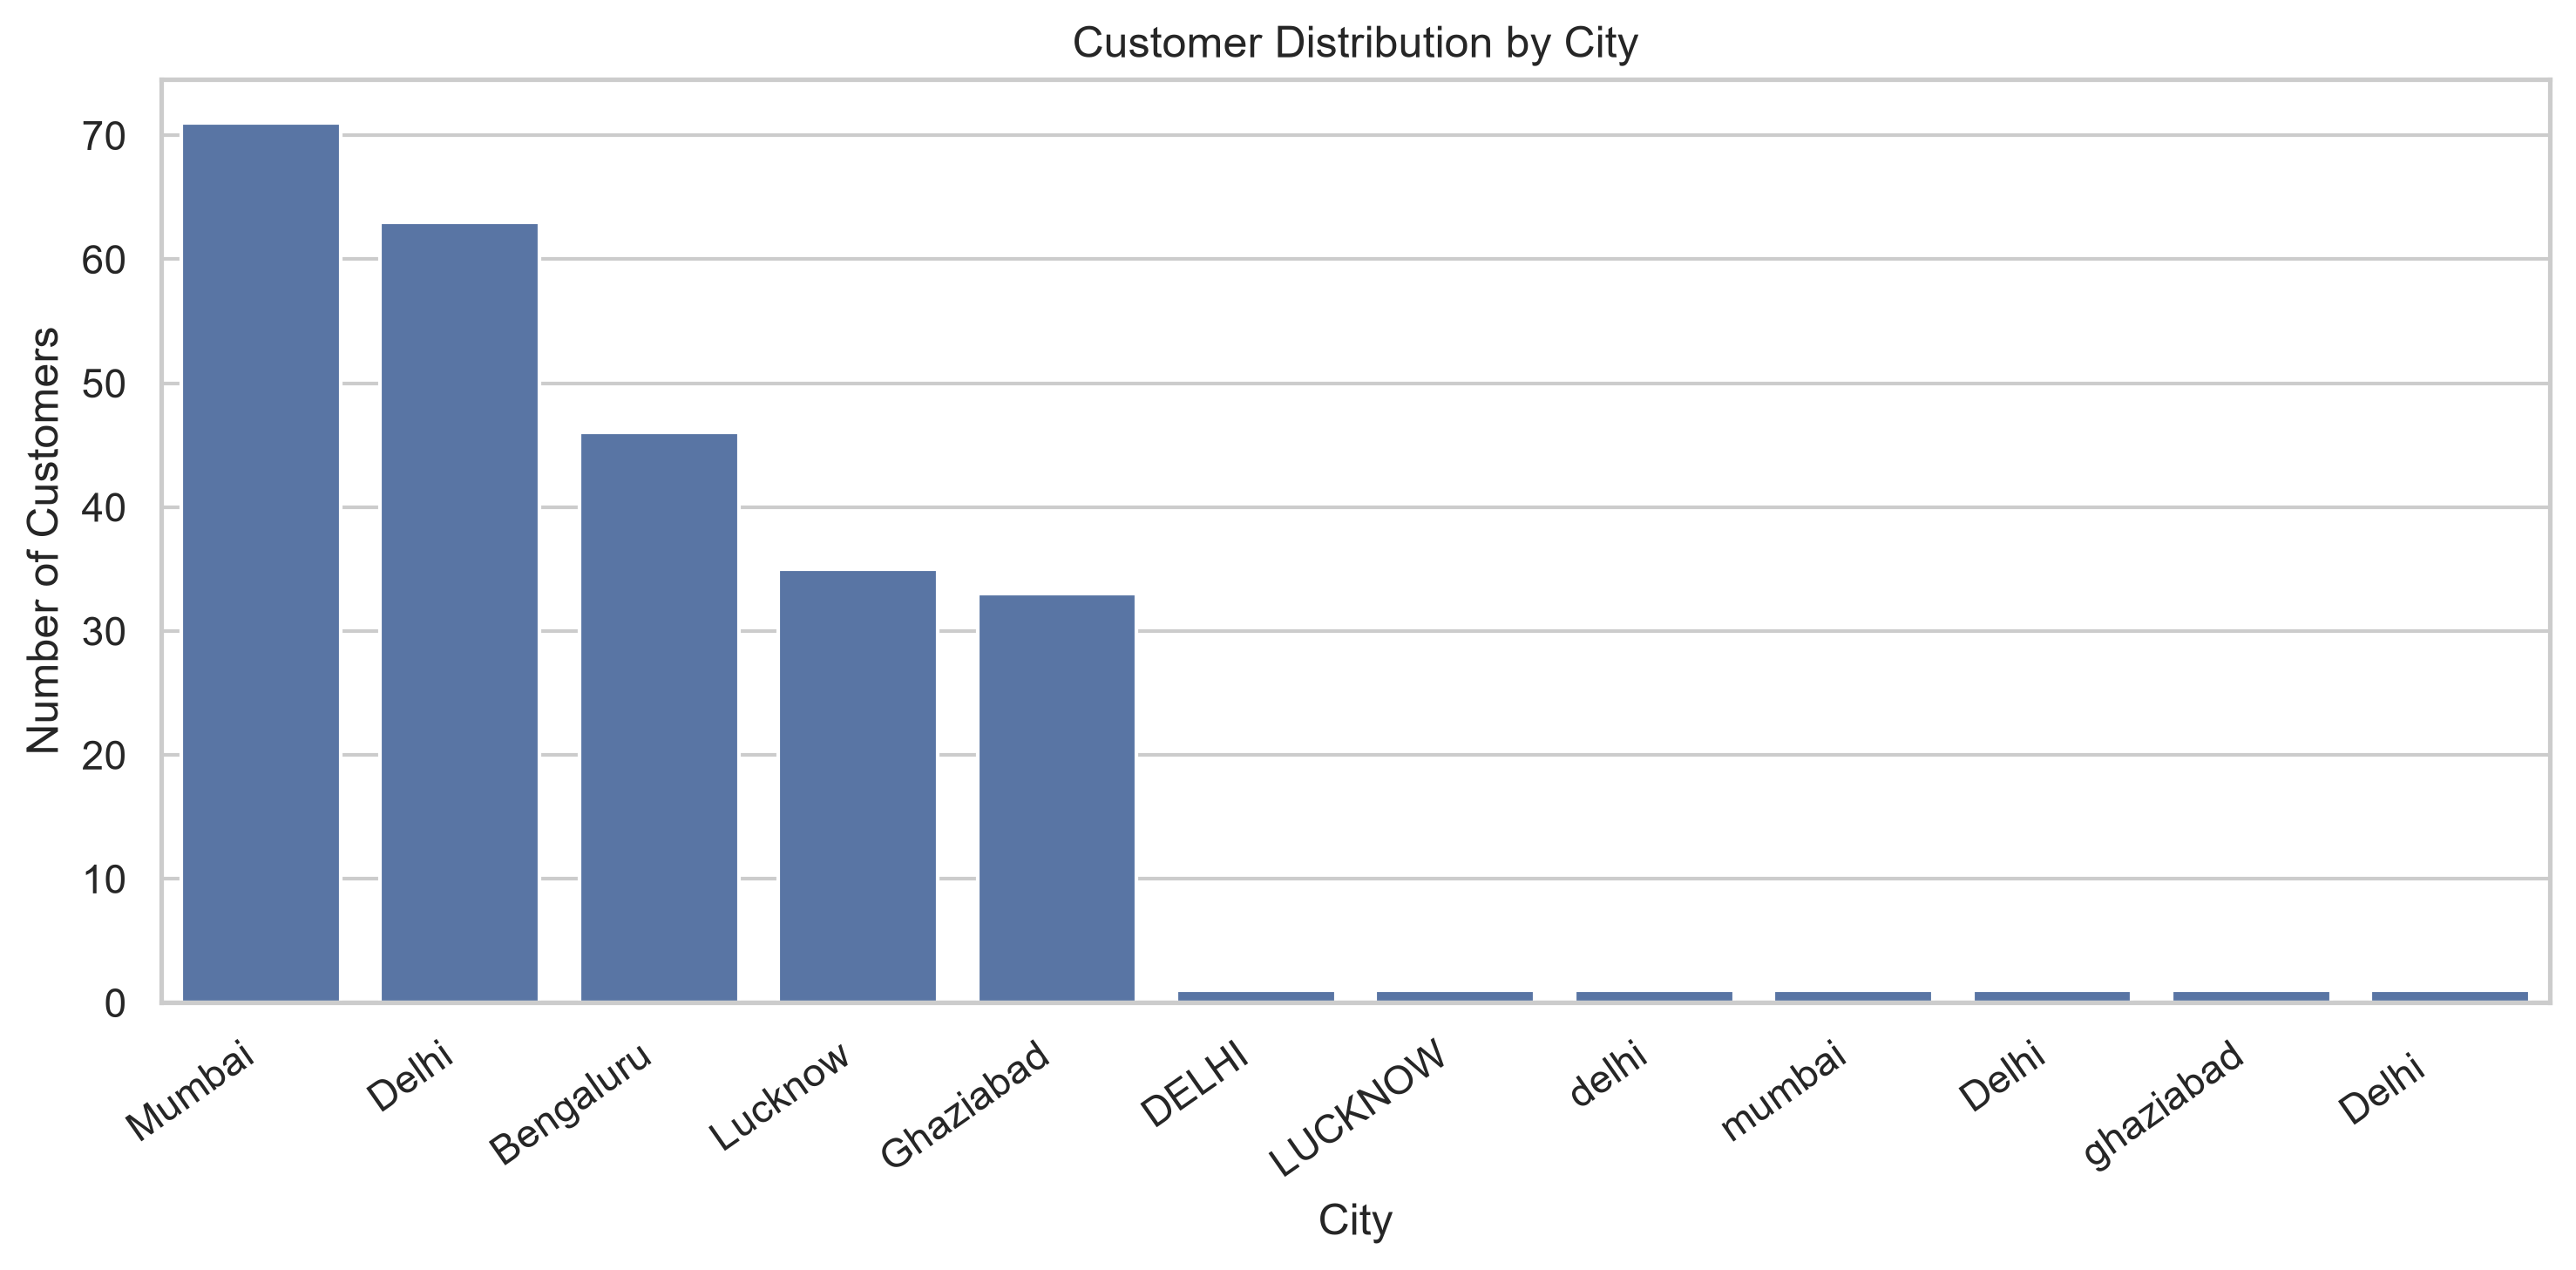 Customer Distribution by City
Number of Customers
70
60
50
40
30
20
10
0
Mumbai
Delhi
Bengaluru
Lucknow
Ghaziabad
DELHI
LUCKNOW
delhi
mumbai
Delhi
ghaziabad
Delhi
City